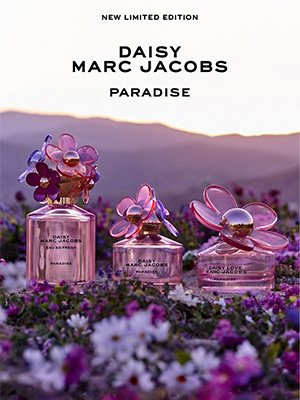 NEW LIMITED EDITION
DAISY
MARC JACOBS
PARADISE
DAISY
MARC JACOBS
EAU SO FRESH
PARADISE
DAISY
MARC JACOBS
PARADISE
DAISY LOVE
MARC JACOBS
PARADISE